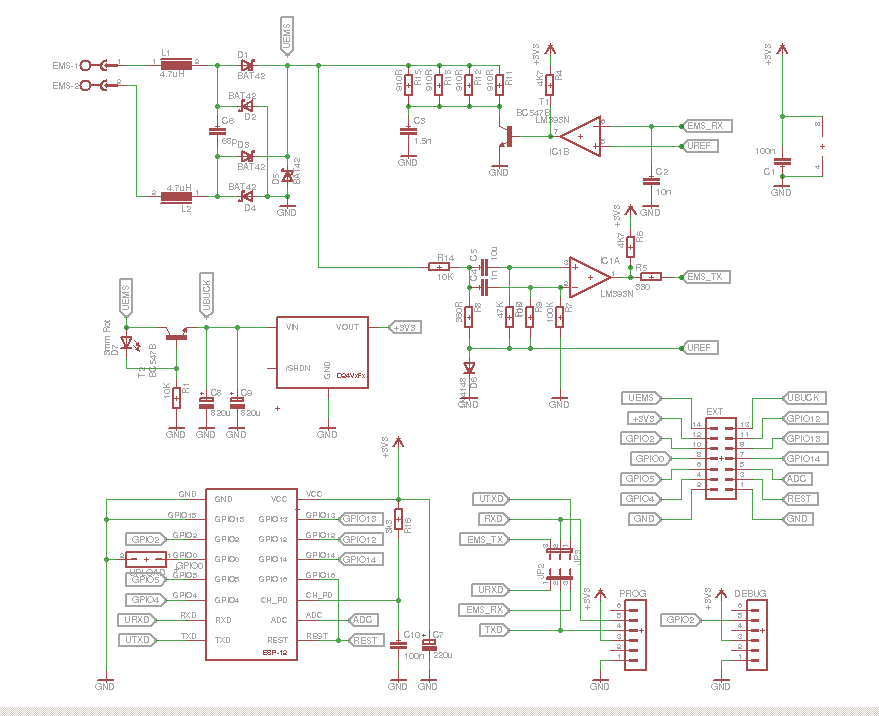 EMS-1
EMS-2
1
2
L1
1
2
4.7uH
D1
BAT42
UEMS
BAT42
D2
C6
68p
D3
BAT42
D5
BAT42
BAT42
D4
4.7uH
2
1
L2
GND
910R
R15
910R
R13
910R
R12
910R
R11
C3
1.5n
GND
+3V3
4K7
R4
T1
BC547B
LM393N
7
6
5
IC1B
GND
EMS_RX
UREF
C2
10n
GND
+3V3
100n
C1
8
4
GND
+3V3
4K7
R6
R14
10K
C5
10u
C4
1n
3
2
1
IC1A
LM393N
R5
330
EMS_TX
R8
47K
R9
100K
R7
UREF
1N4148
D6
GND
GND
UEMS
UBUCK
3mm Rot
D7
T2
BC547B
10K
R1
GND
C8
820u
GND
C9
820u
GND
VIN
VOUT
/SHDN
GND
D24VxFx
+3V3
GND
EXT
UEMS
+3V3
GPIO2
GPIO0
GPIO5
GPIO4
GND
14
12
10
8
6
4
2
13
11
9
7
5
3
1
UBUCK
GPIO12
GPIO13
GPIO14
ADC
REST
GND
+3V3
GND
GPIO15
GPIO2
GPIO2
GPIO0
GPIO0
UPLOAD
2
1
GPIO5
GPIO5
GPIO4
GPIO4
URXD
RXD
UTXD
TXD
GND
GPIO15
GPIO2
GPIO0
GPIO5
GPIO4
RXD
TXD
VCC
GPIO13
GPIO12
GPIO14
GPIO16
CH_PD
ADC
REST
ESP-12
VCC
GPIO13
GPIO13
GPIO12
GPIO12
GPIO14
GPIO14
GPIO16
CH_PD
ADC
ADC
REST
REST
3k3
R16
C10
100n
C7
220u
GND
GND
GND
UTXD
RXD
EMS_TX
JP3
JP2
URXD
EMS_RX
TXD
+3V3
PROG
6
5
4
3
2
1
GND
GPIO2
+3V3
DEBUG
6
5
4
3
2
1
GND